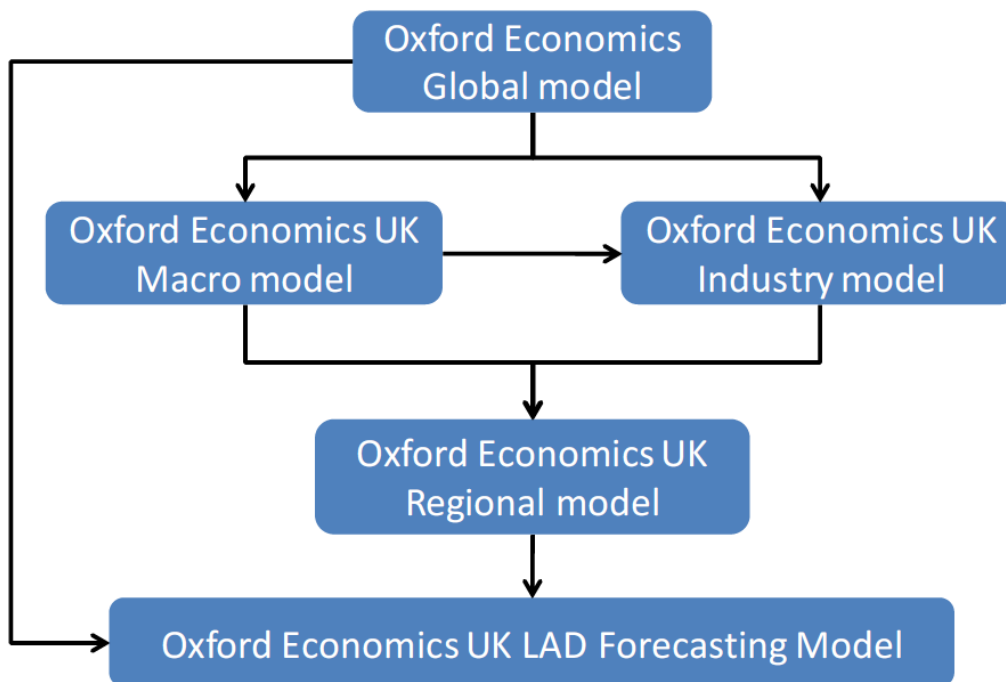 Oxford Economics
Global model
Oxford Economics UK
Macro model
Oxford Economics UK
Industry model
Oxford Economics UK
Regional model
Oxford Economics UK LAD Forecasting Model